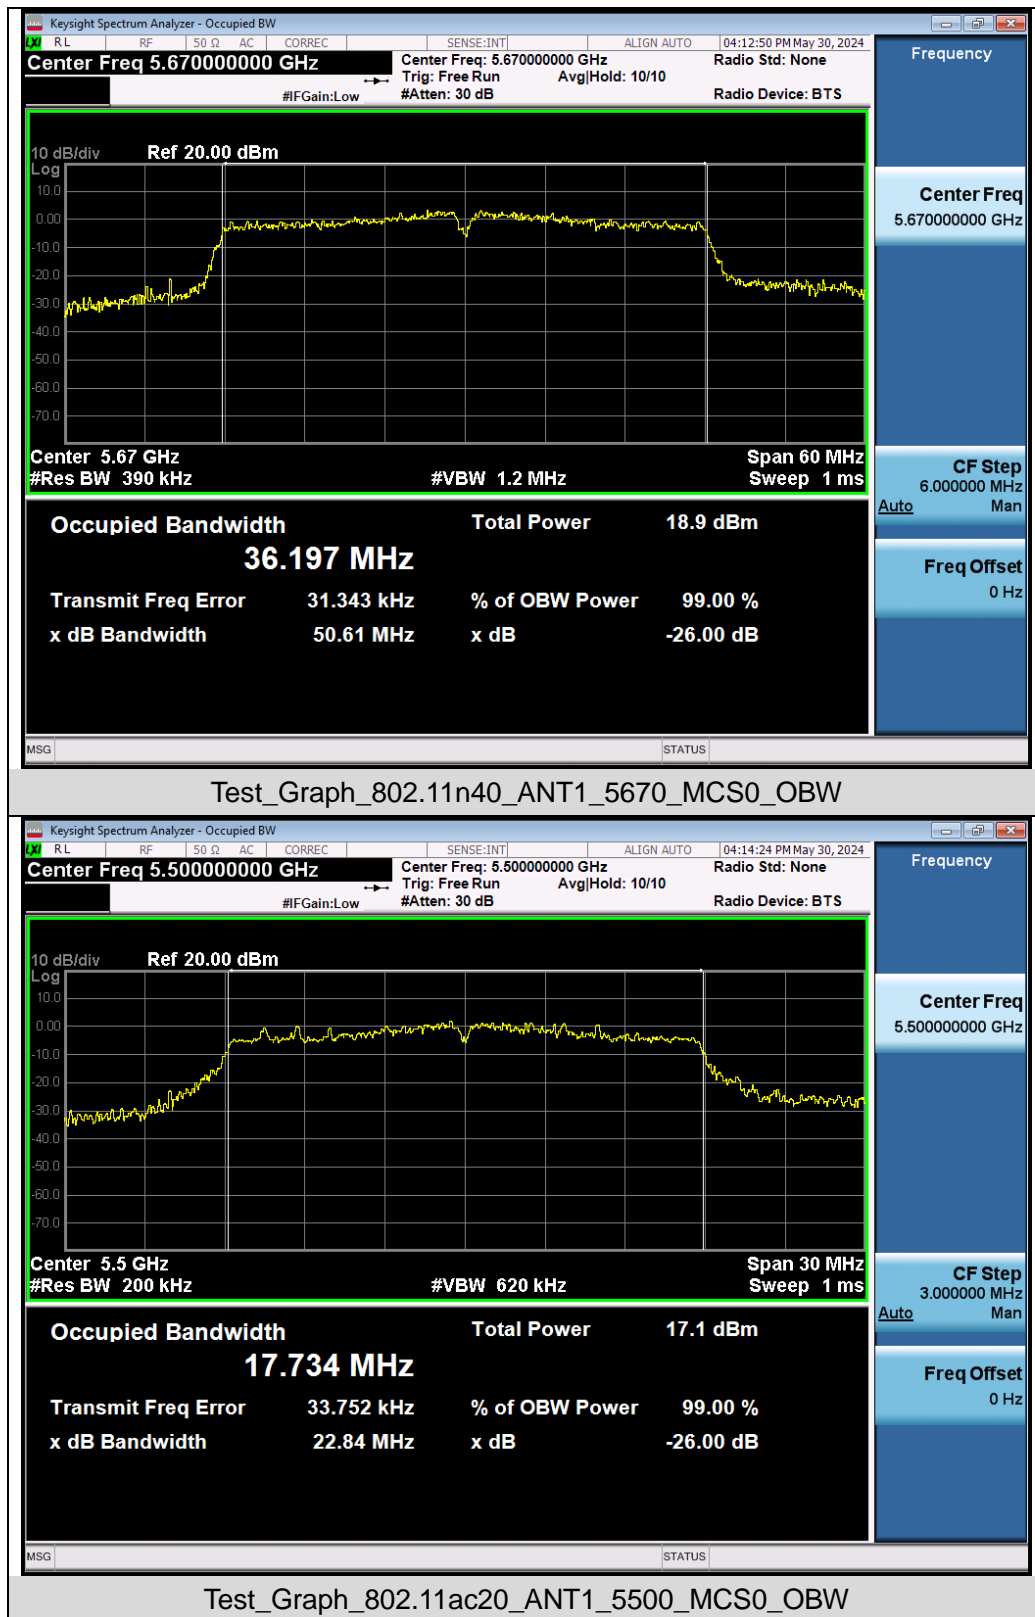 Keysight Spectrum Analyzer - Occupied BW
LXI RL RF 50 Ω AC CORREC SENSE:INT ALIGN AUTO 04:12:50 PM May 30, 2024
Center Freq 5.670000000 GHz
Center Freq: 5.670000000 GHz
Radio Std: None
Trig: Free Run Avg|Hold: 10/10
#IFGain:Low #Atten: 30 dB Radio Device: BTS
Frequency
10 dB/div Ref 20.00 dBm
Log
10.0
0.00
-10.0
-20.0
-30.0
-40.0
-50.0
-60.0
-70.0
Center 5.67 GHz Span 60 MHz
#Res BW 390 kHz #VBW 1.2 MHz Sweep 1 ms
Center Freq
5.670000000 GHz
CF Step
6.000000 MHz
Auto Man
Freq Offset
0 Hz
Occupied Bandwidth Total Power 18.9 dBm
36.197 MHz
Transmit Freq Error 31.343 kHz % of OBW Power 99.00 %
x dB Bandwidth 50.61 MHz x dB -26.00 dB
MSG STATUS
Test_Graph_802.11n40_ANT1_5670_MCS0_OBW
Keysight Spectrum Analyzer - Occupied BW
LXI RL RF 50 Ω AC CORREC SENSE:INT ALIGN AUTO 04:14:24 PM May 30, 2024
Center Freq 5.500000000 GHz
Center Freq: 5.500000000 GHz
Radio Std: None
Trig: Free Run Avg|Hold: 10/10
#IFGain:Low #Atten: 30 dB Radio Device: BTS
Frequency
10 dB/div Ref 20.00 dBm
Log
10.0
0.00
-10.0
-20.0
-30.0
-40.0
-50.0
-60.0
-70.0
Center 5.5 GHz Span 30 MHz
#Res BW 200 kHz #VBW 620 kHz Sweep 1 ms
Center Freq
5.500000000 GHz
CF Step
3.000000 MHz
Auto Man
Freq Offset
0 Hz
Occupied Bandwidth Total Power 17.1 dBm
17.734 MHz
Transmit Freq Error 33.752 kHz % of OBW Power 99.00 %
x dB Bandwidth 22.84 MHz x dB -26.00 dB
MSG STATUS
Test_Graph_802.11ac20_ANT1_5500_MCS0_OBW